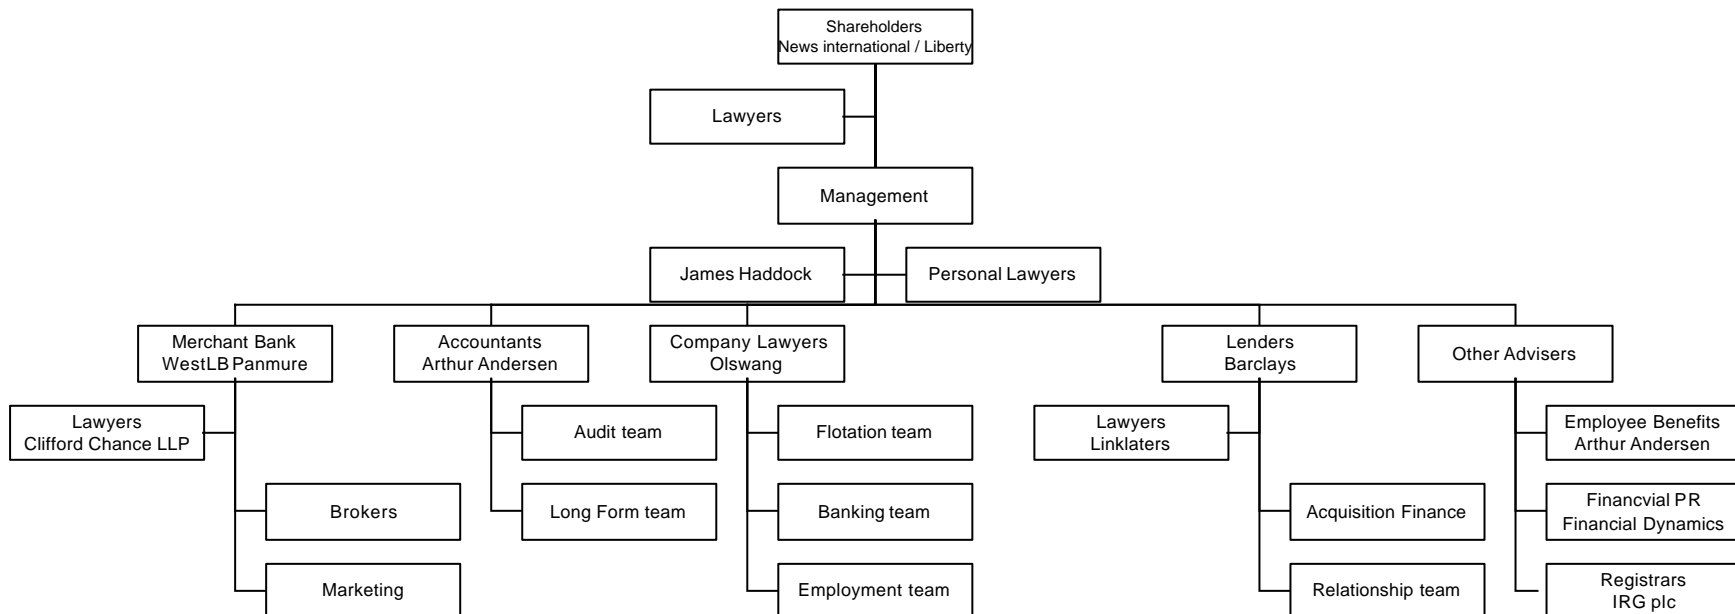 Shareholders
News international / Liberty
Lawyers
Management
James Haddock
Personal Lawyers
Merchant Bank
WestLB Panmure
Accountants
Arthur Andersen
Company Lawyers
Olswang
Lenders
Barclays
Other Advisers
Lawyers
Clifford Chance LLP
Audit team
Flotation team
Lawyers
Linklaters
Employee Benefits
Arthur Andersen
Brokers
Long Form team
Banking team
Acquisition Finance
Financvial PR
Financial Dynamics
Marketing
Employment team
Relationship team
Registrars
IRG plc